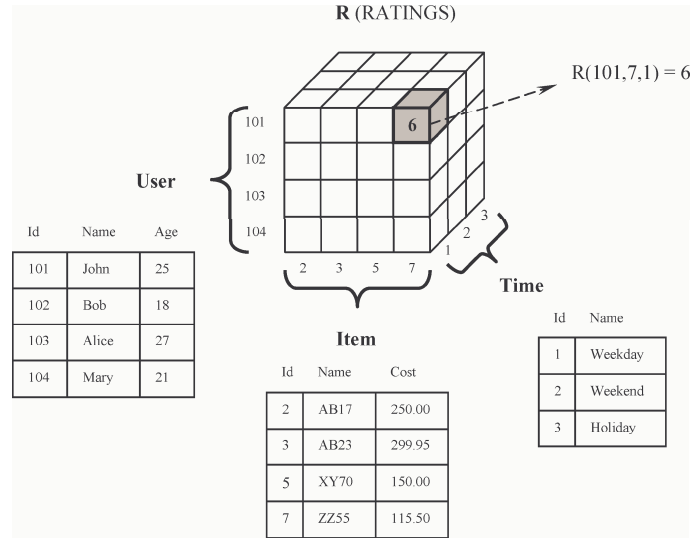 R (RATINGS)
R(101,7,1) = 6
6
101
102
103
104
User
2 3 5 7
1
2
3
Time
Item
Id Name Age
101 John 25
102 Bob 18
103 Alice 27
104 Mary 21
Id Name Cost
2 AB17 250.00
3 AB23 299.95
5 XY70 150.00
7 ZZ55 115.50
Id Name
1 Weekday
2 Weekend
3 Holiday